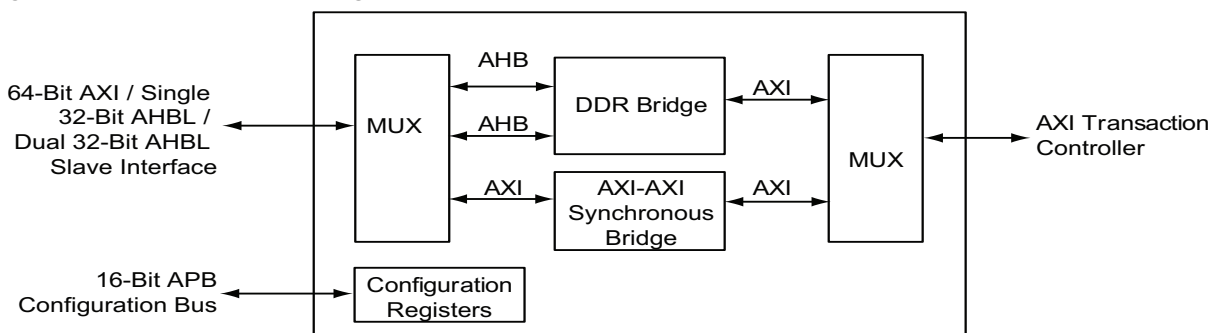 64-Bit AXI / Single
32-Bit AHBL /
Dual 32-Bit AHBL
Slave Interface
MUX
AHB
AHB
AXI
DDR Bridge
AXI-AXI
Synchronous
Bridge
AXI
AXI
MUX
AXI Transaction
Controller
16-Bit APB
Configuration Bus
Configuration
Registers